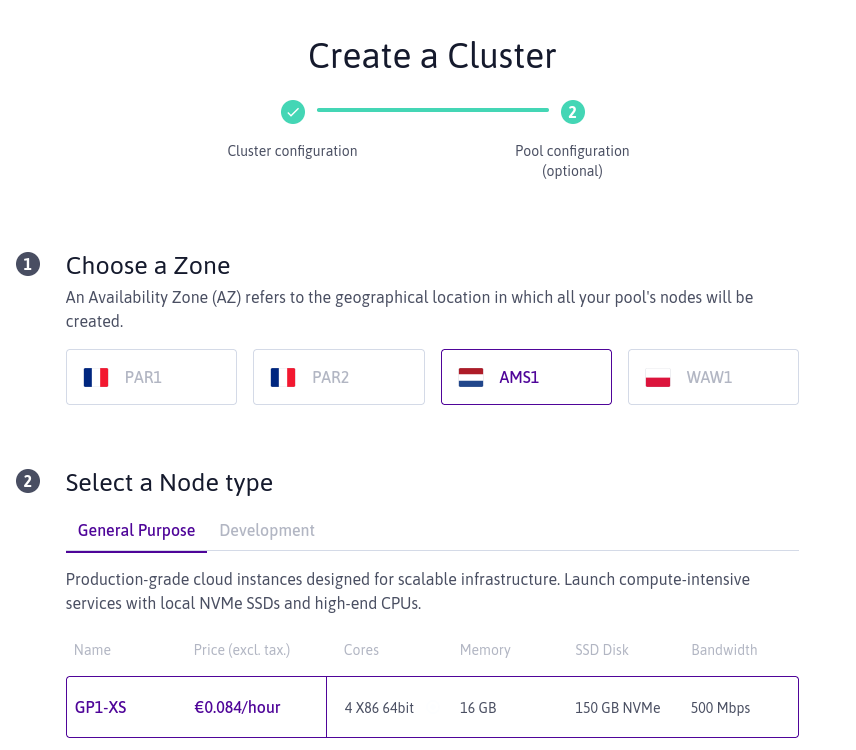 Create a Cluster
2
Cluster configuration
Pool configuration
(optional)
1
Choose a Zone
An Availability Zone (AZ) refers to the geographical location in which all your pool's nodes will be
created.
PAR1
PAR2
AMS1
WAW1
2
Select a Node type
General Purpose
Development
Production-grade cloud instances designed for scalable infrastructure. Launch compute-intensive
services with local NVMe SSDs and high-end CPUs.
Name Price (excl. tax.) Cores Memory SSD Disk Bandwidth
GP1-XS €0.084/hour 4 X86 64bit 16 GB 150 GB NVMe 500 Mbps